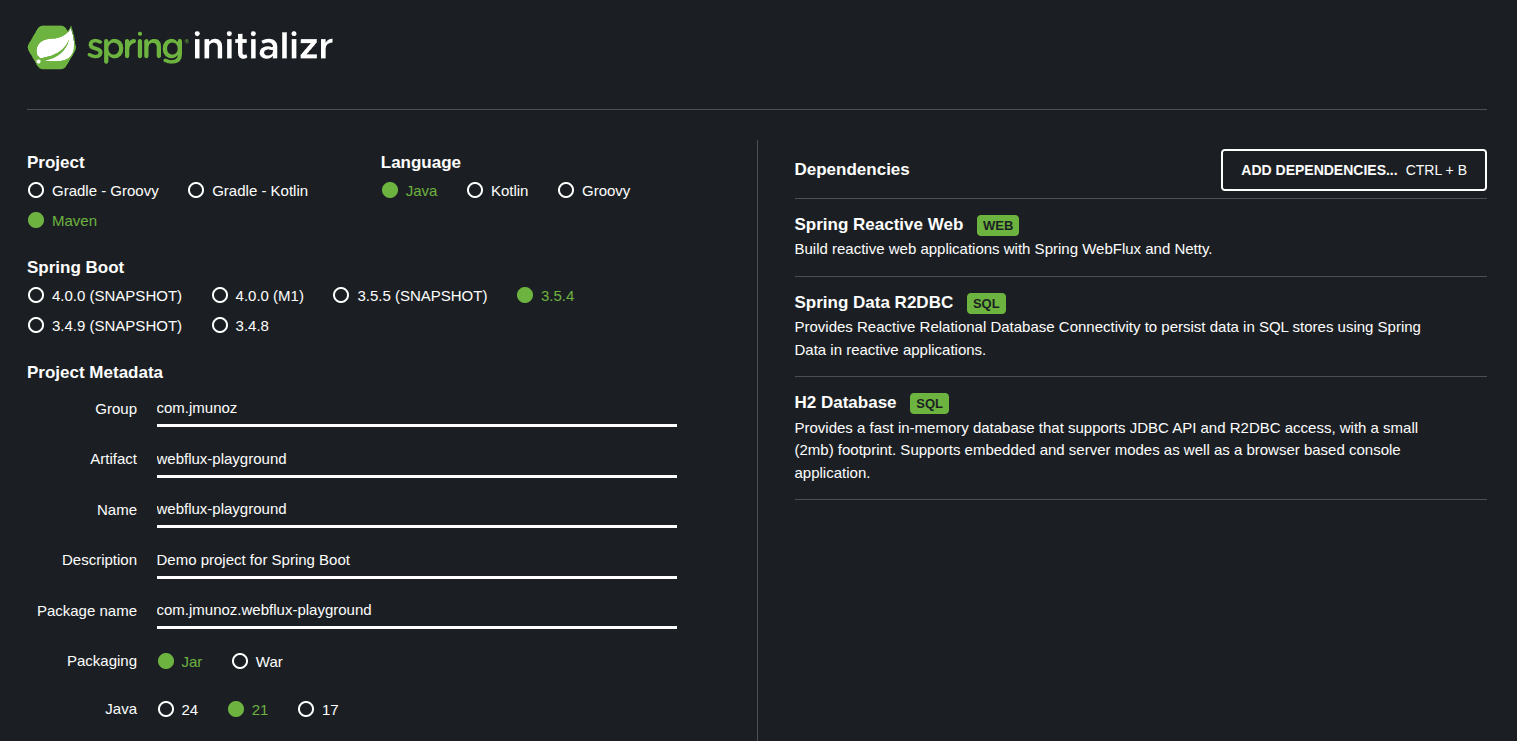 spring initializr
Project
Gradle - Groovy Gradle - Kotlin
Maven
Language
Java Kotlin Groovy
Spring Boot
4.0.0 (SNAPSHOT) 4.0.0 (M1) 3.5.5 (SNAPSHOT) 3.5.4
3.4.9 (SNAPSHOT) 3.4.8
Project Metadata
Group com.jmunoz
Artifact webflux-playground
Name webflux-playground
Description Demo project for Spring Boot
Package name com.jmunoz.webflux-playground
Packaging Jar War
Java 24 21 17
Dependencies ADD DEPENDENCIES... CTRL + B
Spring Reactive Web WEB
Build reactive web applications with Spring WebFlux and Netty.
Spring Data R2DBC SQL
Provides Reactive Relational Database Connectivity to persist data in SQL stores using Spring
Data in reactive applications.
H2 Database SQL
Provides a fast in-memory database that supports JDBC API and R2DBC access, with a small
(2mb) footprint. Supports embedded and server modes as well as a browser based console
application.